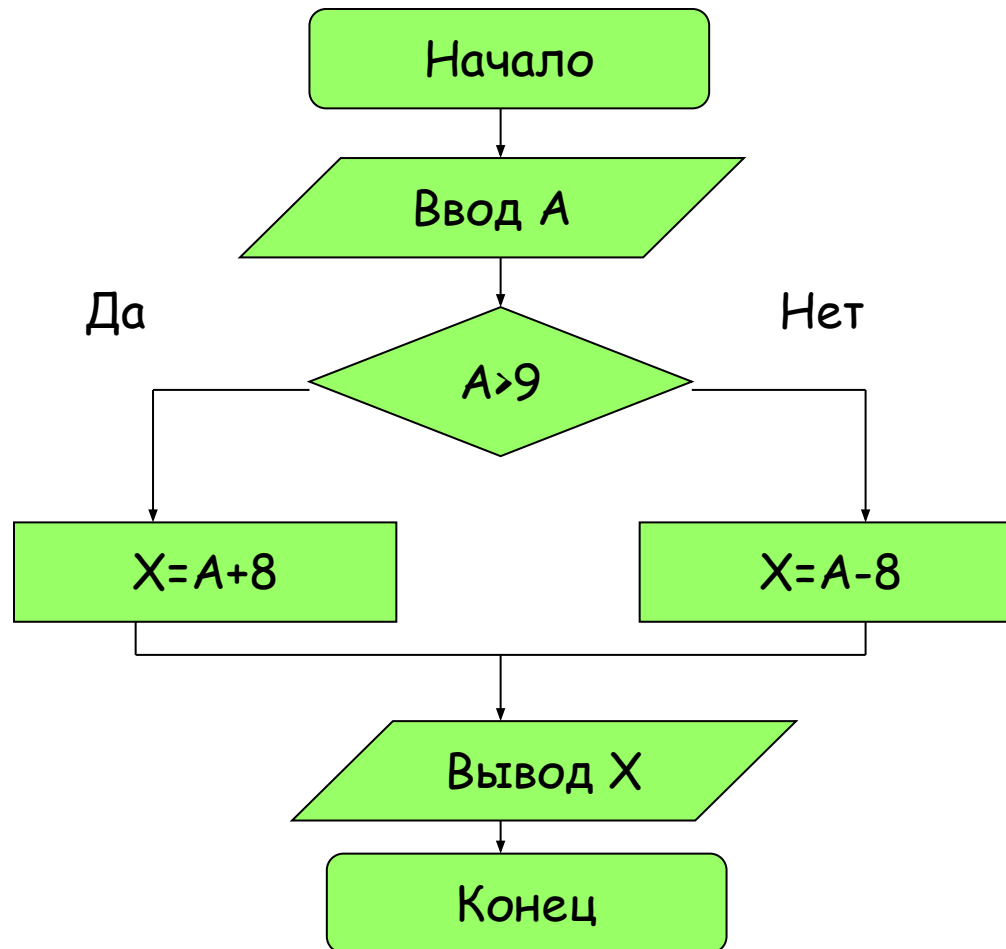 Начало
Ввод А
Да
Нет
А>9
Х=А+8
Х=А-8
Вывод Х
Конец